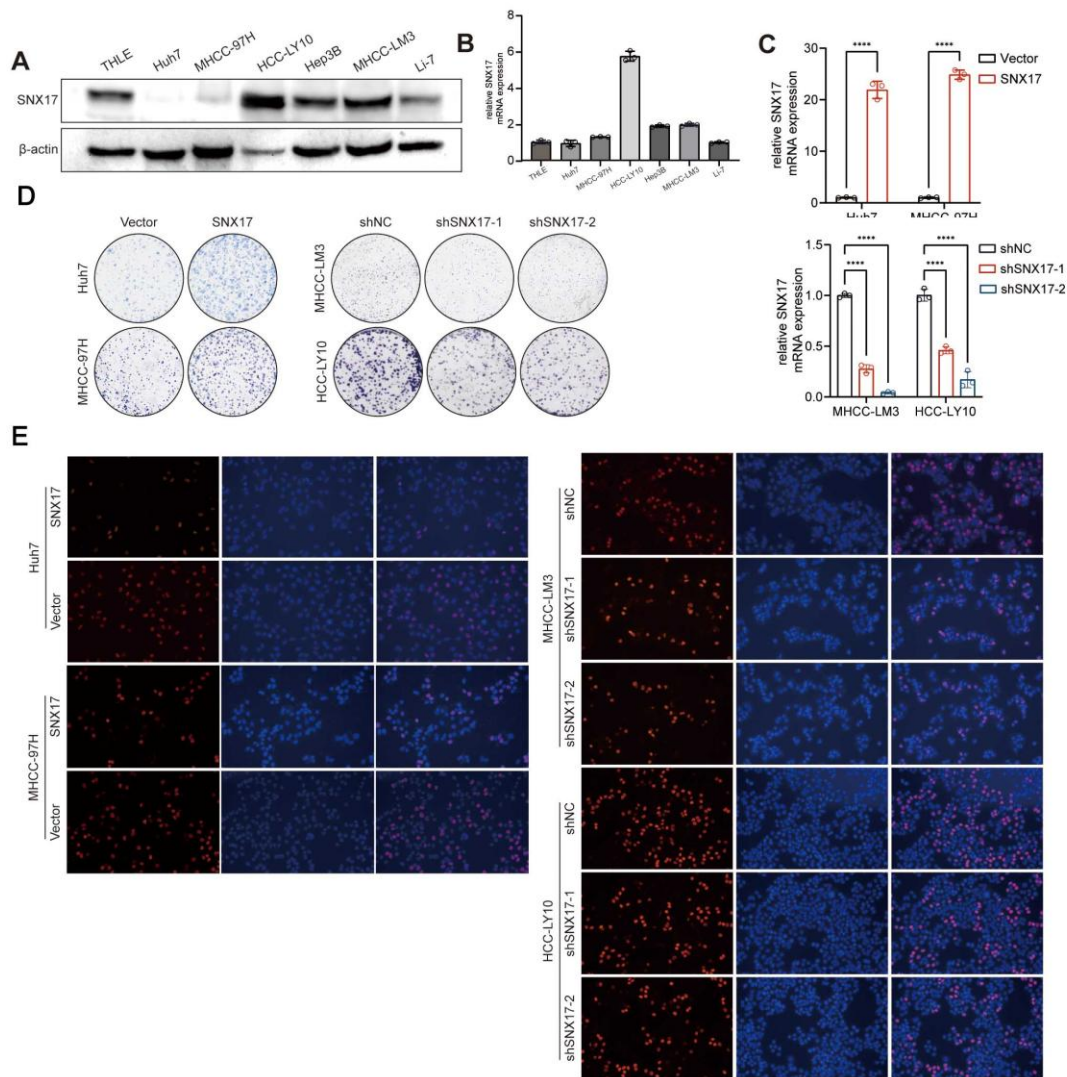 A
THLE
Huh7
MHCC-97H
HCC-LY10
Hep3B
MHCC-LM3
Li-7
SNX17
β-actin
B
relative SNX17
mRNA expression
8
6
4
2
0
THLE
Huh7
MHCC-97H
HCC-LY10
Hep3B
MHCC-LM3
Li-7
C
relative SNX17
mRNA expression
30
20
10
0
****
****
Vector
SNX17
Huh7
MHCC-97H
relative SNX17
mRNA expression
1.5
1.0
0.5
0.0
****
****
****
****
shNC
shSNX17-1
shSNX17-2
MHCC-LM3
HCC-LY10
D
Vector
SNX17
Huh7
MHCC-97H
shNC
shSNX17-1
shSNX17-2
MHCC-LM3
HCC-LY10
E
Huh7
SNX17
Vector
MHCC-97H
SNX17
Vector
MHCC-LM3
shNC
shSNX17-1
shSNX17-2
HCC-LY10
shNC
shSNX17-1
shSNX17-2